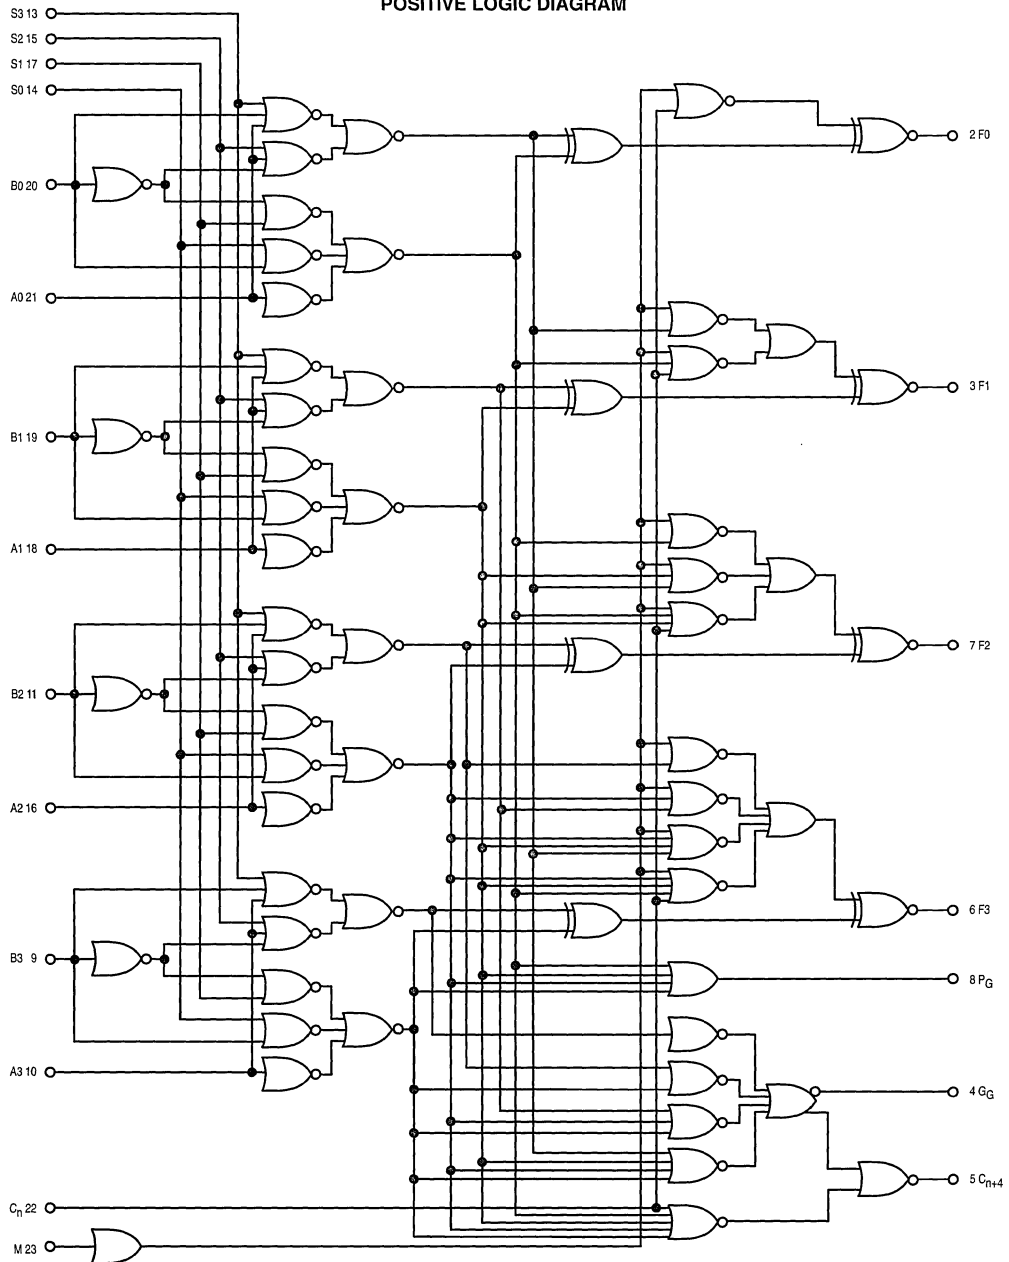 POSITIVE LOGIC DIAGRAM
S3 13
S2 15
S1 17
S0 14
2 F0
B0 20
A0 21
3 F1
B1 19
A1 18
7 F2
B2 11
A2 16
6 F3
B3 9
8 PG
A3 10
4 GG
5 Cn+4
Cn 22
M 23